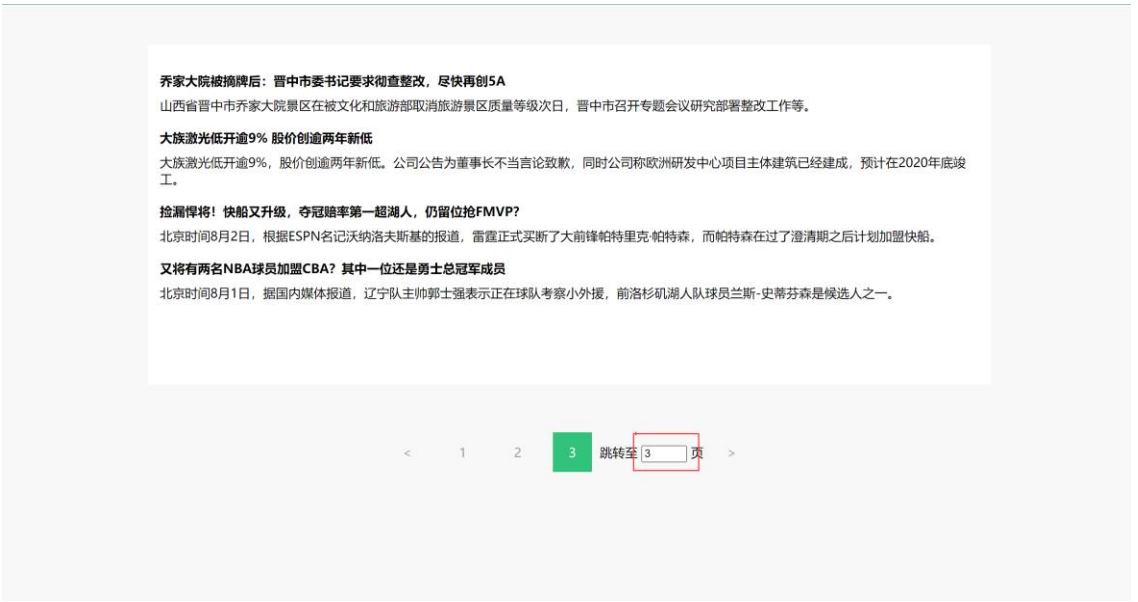 乔家大院被摘牌后：晋中市委书记要求彻查整改，尽快再创5A
山西省晋中市乔家大院景区在被文化和旅游部取消旅游景区质量等级次日，晋中市召开专题会议研究部署整改工作等。
大族激光低开逾9% 股价创逾两年新低
大族激光低开逾9%，股价创逾两年新低。公司公告为董事长不当言论致歉，同时公司称欧洲研发中心项目主体建筑已经建成，预计在2020年底竣
工。
捡漏悍将！快船又升级，夺冠赔率第一超湖人，仍留位抢FMVP？
北京时间8月2日，根据ESPN名记沃纳洛夫斯基的报道，雷霆正式买断了大前锋帕特里克·帕特森，而帕特森在过了澄清期之后计划加盟快船。
又将有两名NBA球员加盟CBA？其中一位还是勇士总冠军成员
北京时间8月1日，据国内媒体报道，辽宁队主帅郭士强表示正在球队考察小外援，前洛杉矶湖人队球员兰斯-史蒂芬森是候选人之一。
< 1 2 3 跳转至 3 页 >